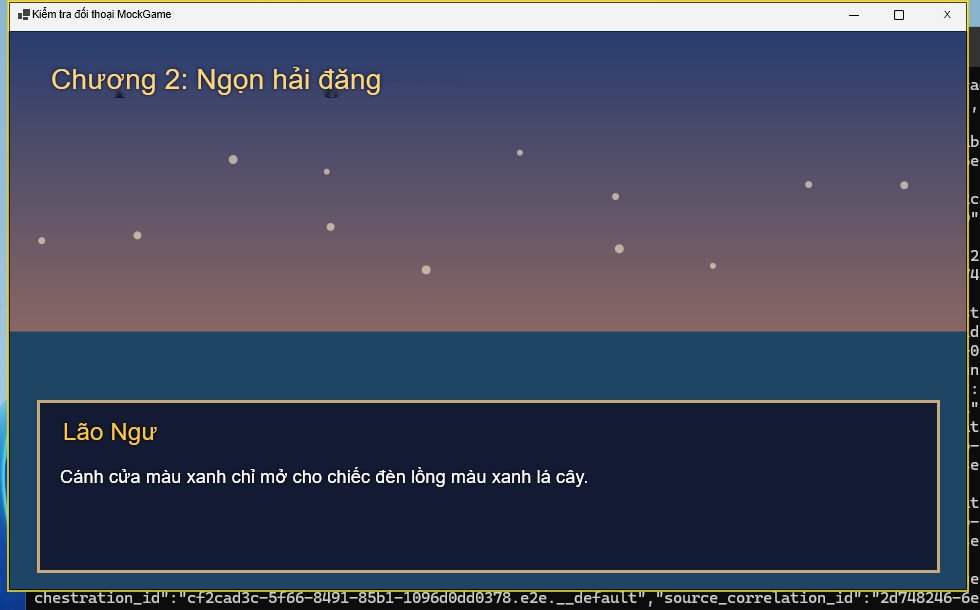 Kiểm tra đối thoại MockGame
Chương 2: Ngọn hải đăng
Lão Ngư
Cánh cửa màu xanh chỉ mở cho chiếc đèn lồng màu xanh lá cây.
chestration_id":"cf2cad3c-5f66-8491-85b1-1096d0dd0378.e2e.__default","source_correlation_id":"2d748246-6